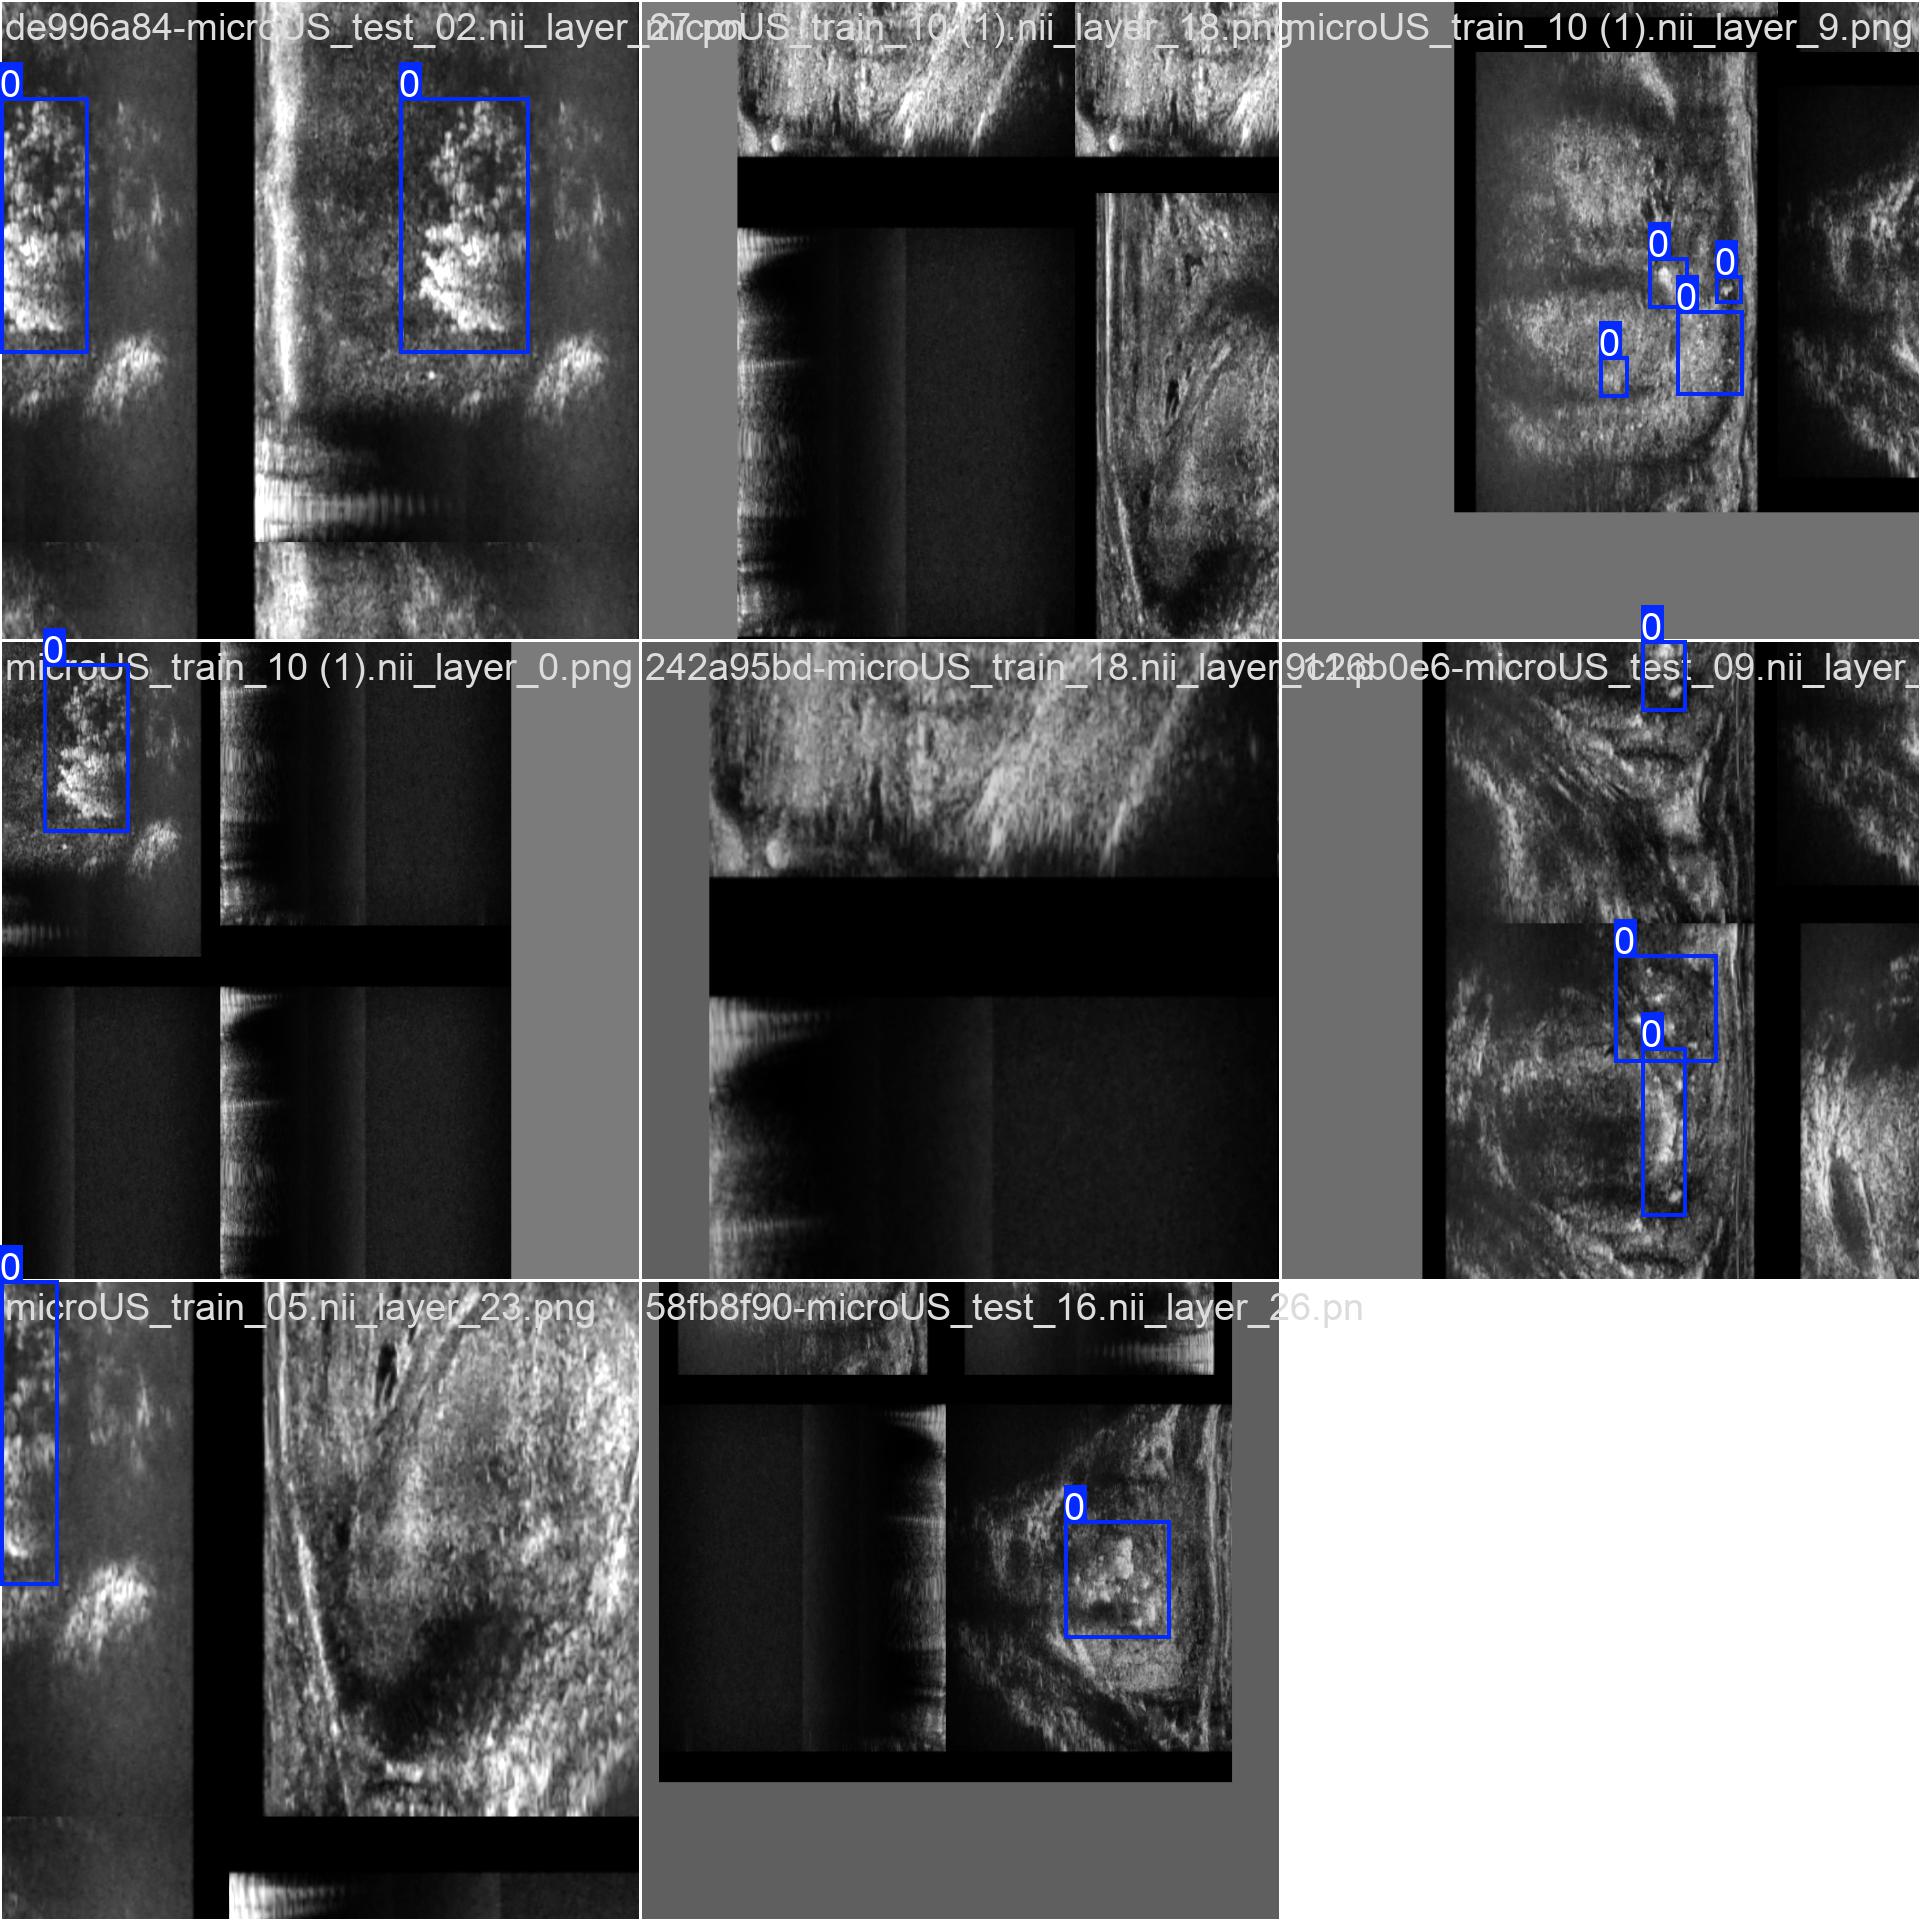 de996a84-microUS_test_02.nii_layer_27.pn
microUS_train_10 (1).nii_layer_18.png
microUS_train_10 (1).nii_layer_9.png
0
0
0
0
0
0
microUS_train_10 (1).nii_layer_0.png
242a95bd-microUS_train_18.nii_layer_
microUS_test_09.nii_layer_
0
0
0
0
microUS_train_05.nii_layer_23.png
58fb8f90-microUS_test_16.nii_layer_26.pn
0
0